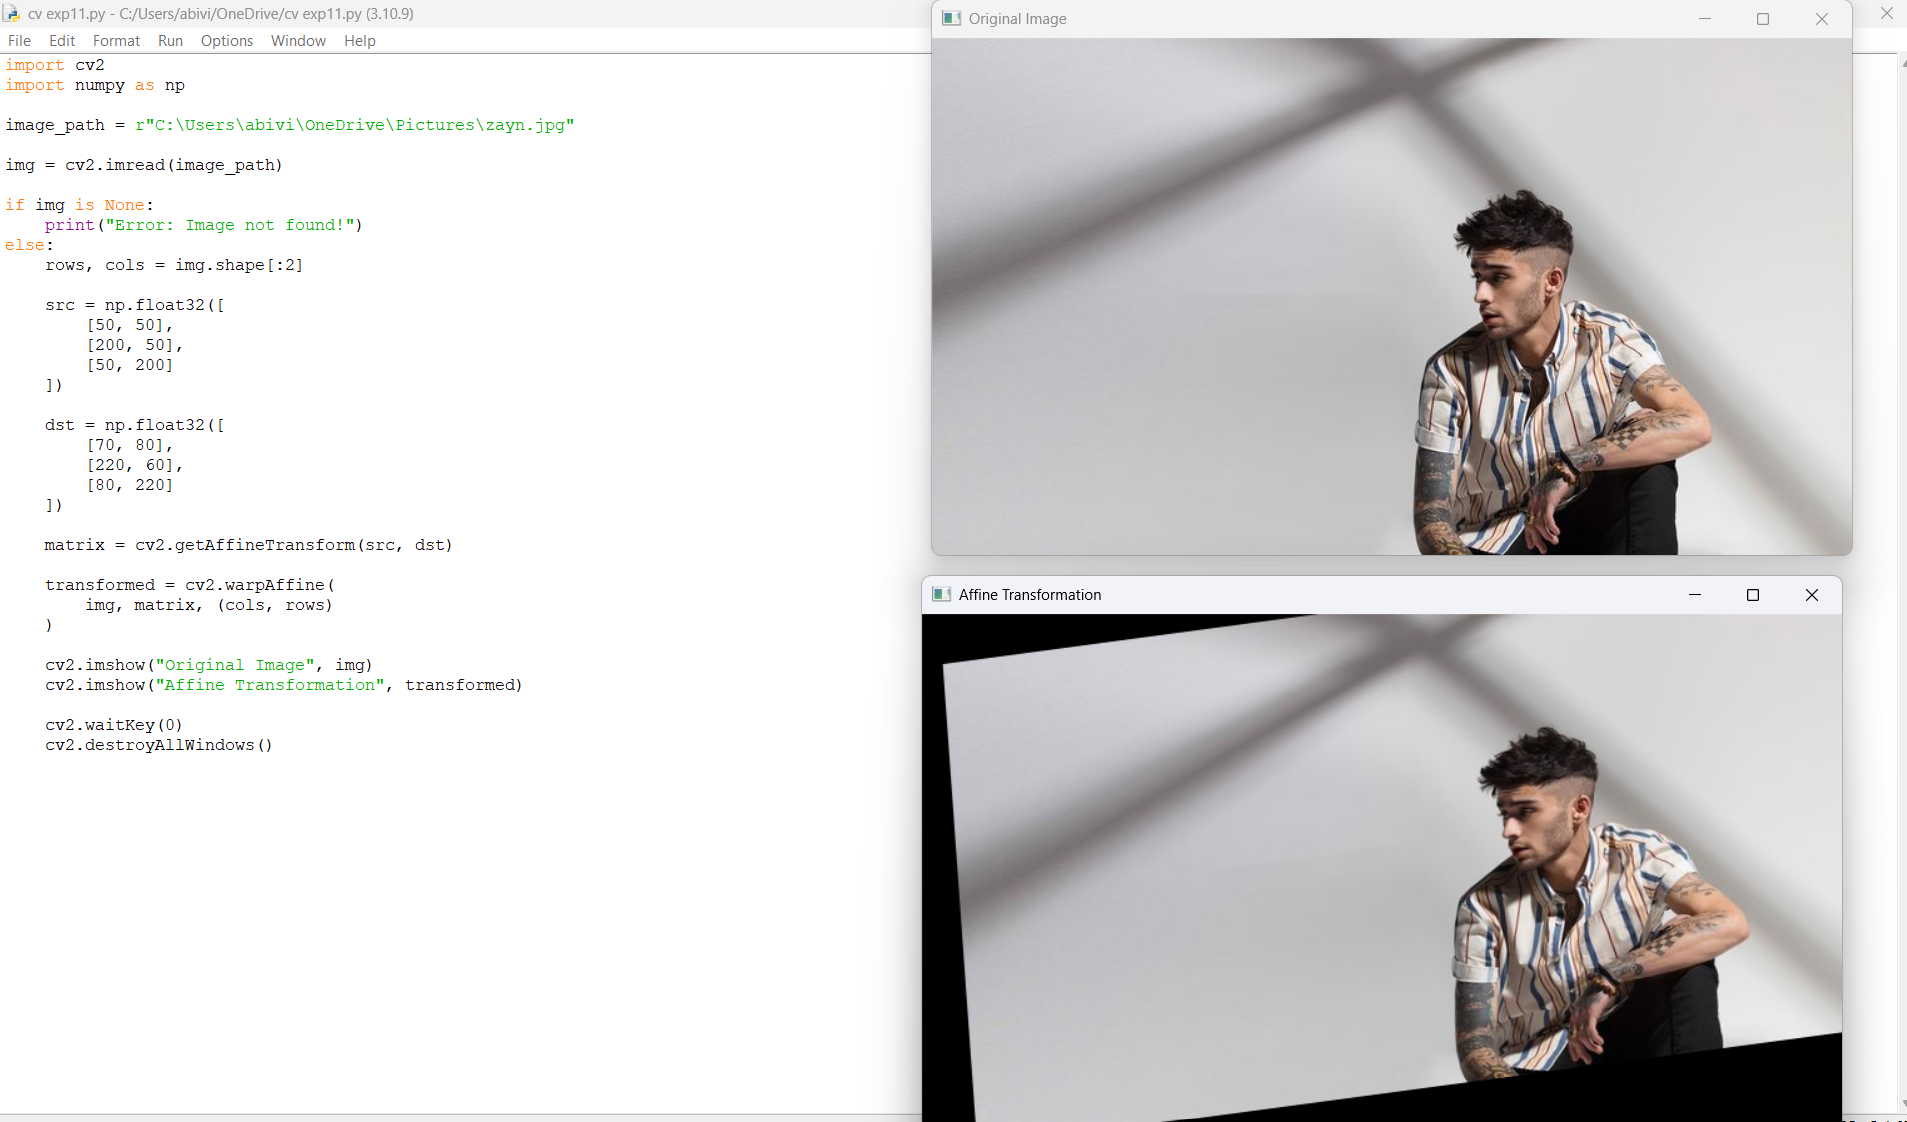 cv exp11.py - C:/Users/abivi/OneDrive/cv exp11.py (3.10.9)
File Edit Format Run Options Window Help
import cv2
import numpy as np
image_path = r"C:\Users\abivi\OneDrive\Pictures\zayn.jpg"
img = cv2.imread(image_path)
if img is None:
    print("Error: Image not found!")
else:
    rows, cols = img.shape[:2]
    src = np.float32([
        [50, 50],
        [200, 50],
        [50, 200]
    ])
    dst = np.float32([
        [70, 80],
        [220, 60],
        [80, 220]
    ])
    matrix = cv2.getAffineTransform(src, dst)
    transformed = cv2.warpAffine(
        img, matrix, (cols, rows)
    )
    cv2.imshow("Original Image", img)
    cv2.imshow("Affine Transformation", transformed)
    cv2.waitKey(0)
    cv2.destroyAllWindows()
Original Image
Affine Transformation